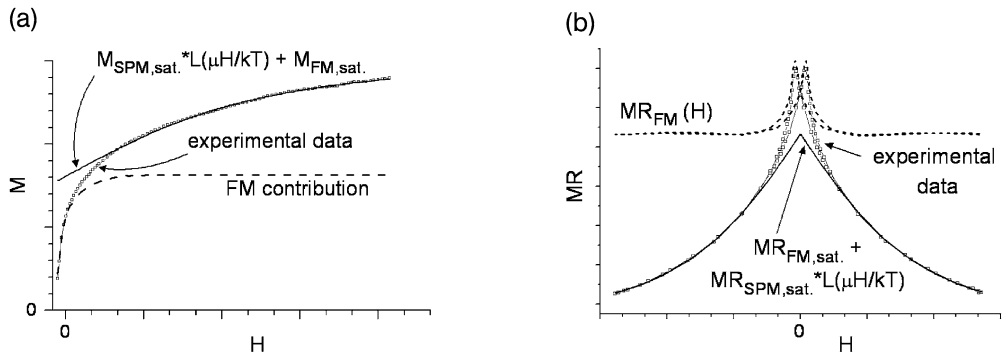 (a)
M_SPM,sat.*L(μH/kT) + M_FM,sat.
experimental data
FM contribution
M
0
0
H
(b)
MR_FM (H)
experimental
data
MR_FM,sat. +
MR_SPM,sat.*L(μH/kT)
MR
0
H